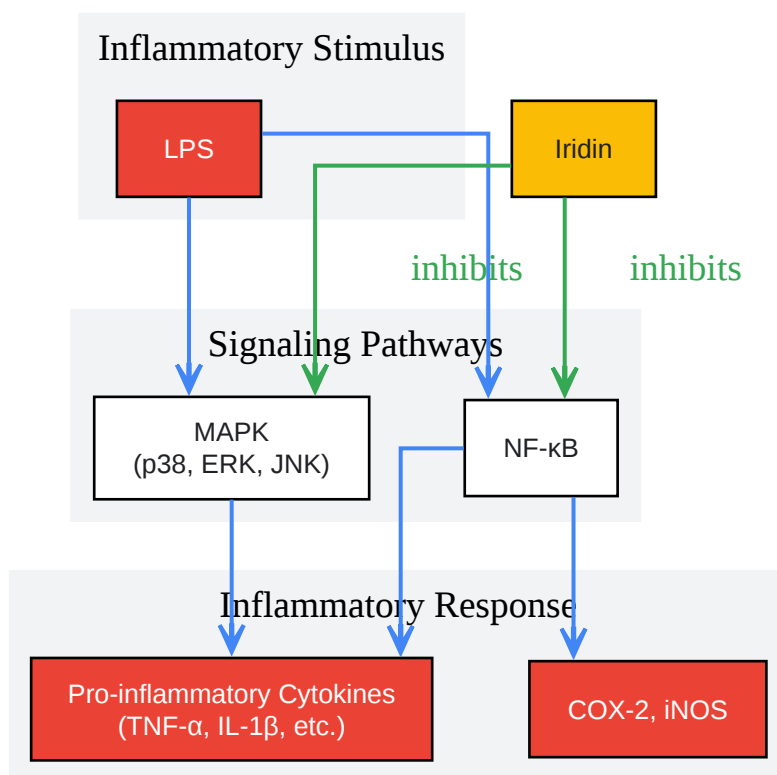 Inflammatory Stimulus
LPS
Iridin
inhibits
inhibits
Signaling Pathways
MAPK
(p38, ERK, JNK)
NF-κB
Inflammatory Response
Pro-inflammatory Cytokines
(TNF-α, IL-1β, etc.)
COX-2, iNOS